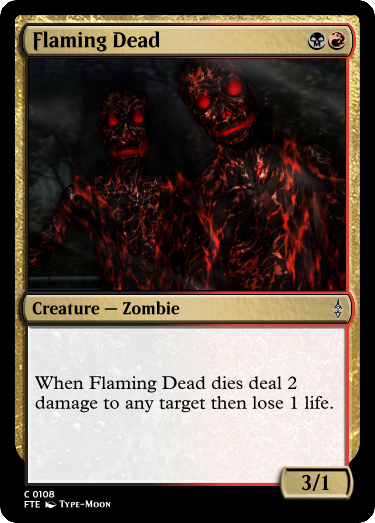 Flaming Dead
Creature — Zombie
When Flaming Dead dies deal 2
damage to any target then lose 1 life.
3/1
C 0108
FTE Type-Moon